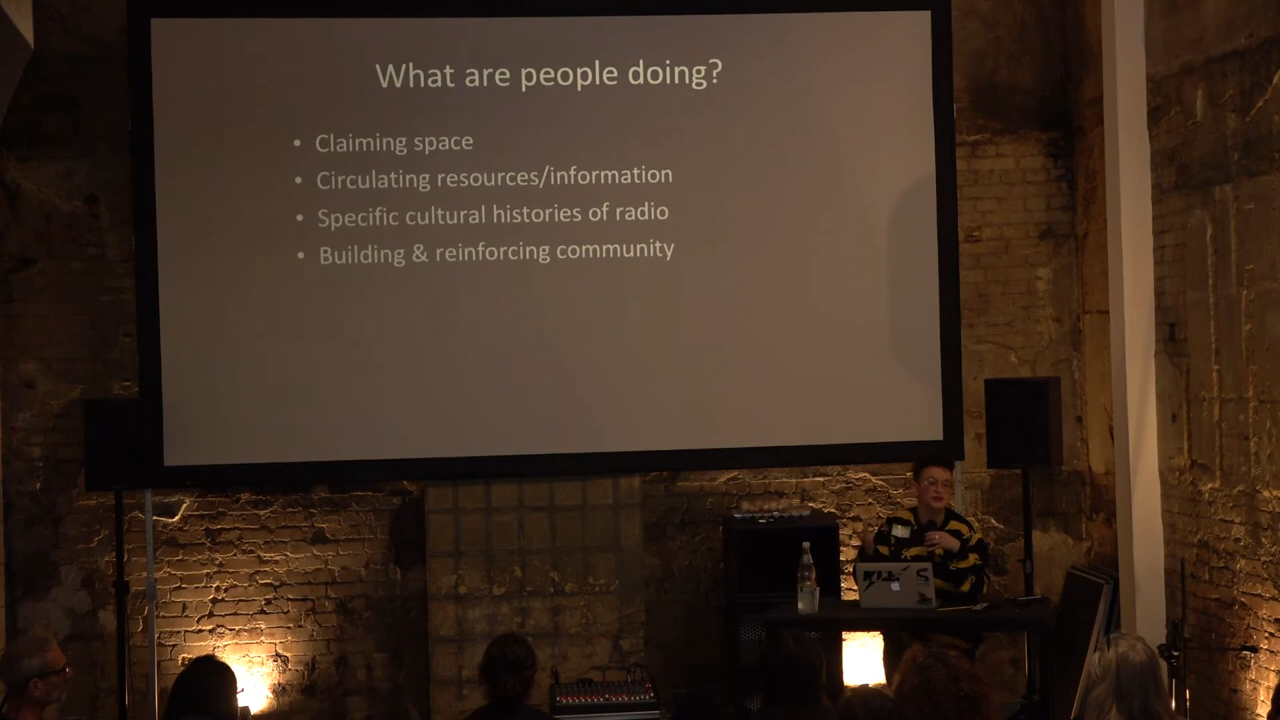 What are people doing?
• Claiming space
• Circulating resources/information
• Specific cultural histories of radio
• Building & reinforcing community